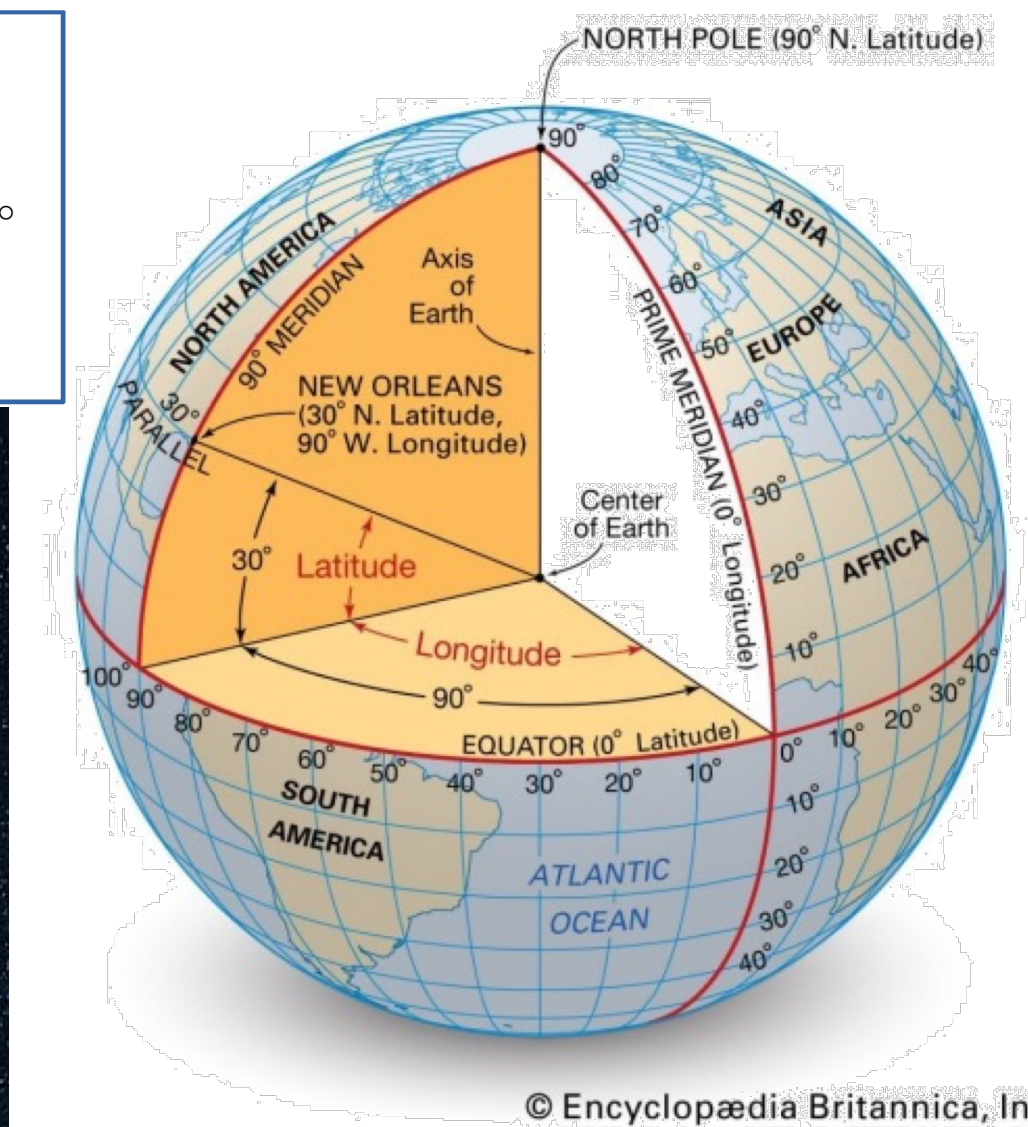 NORTH POLE (90° N. Latitude)
90°
80°
70°
60°
50°
40°
30°
20°
10°
ASIA
EUROPE
AFRICA
NORTH AMERICA
90° MERIDIAN
PRIME MERIDIAN (0° Longitude)
Axis
of
Earth
NEW ORLEANS
(30° N. Latitude,
90° W. Longitude)
30°
PARALLEL
Center
of Earth
30°
Latitude
Longitude
90°
EQUATOR (0° Latitude)
100°
90°
80°
70°
60°
50°
40°
30°
20°
10°
0°
10°
20°
30°
40°
10°
20°
30°
40°
SOUTH
AMERICA
ATLANTIC
OCEAN
© Encyclopædia Britannica, In